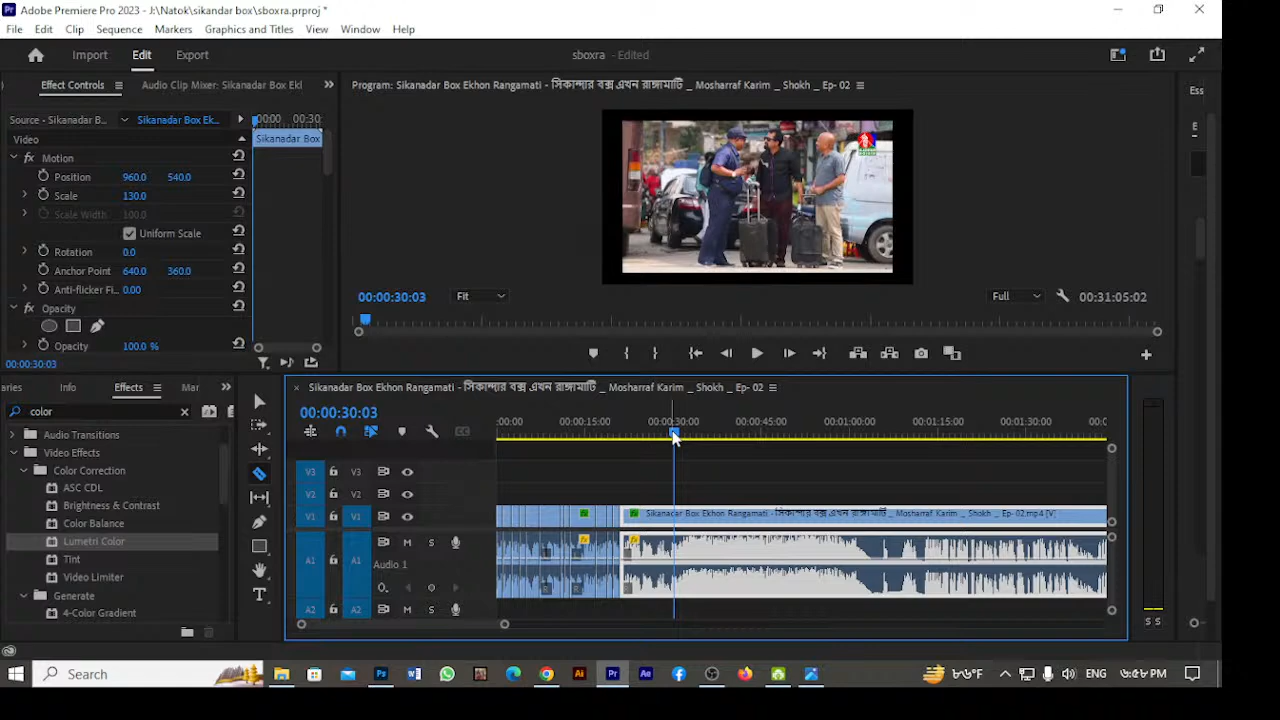 Adobe Premiere Pro 2023 - J:\Natok\sikandar box\sboxra.prproj *
File Edit Clip Sequence Markers Graphics and Titles View Window Help
Import Edit Export
sboxra - Edited
Effect Controls Audio Clip Mixer: Sikanadar Box Ekl
Program: Sikanadar Box Ekhon Rangamati - সিকান্দার বক্স এখন রাঙ্গামাটি _ Mosharraf Karim _ Shokh _ Ep- 02
Ess
Source - Sikanadar B... Sikanadar Box Ek...
:00:00 00:30:
Video
Sikanadar Box
E
Motion
Position 960.0 540.0
Scale 130.0
Scale Width 100.0
Uniform Scale
Rotation 0.0
Anchor Point 640.0 360.0
Anti-flicker Fi... 0.00
Opacity
Opacity 100.0 %
00:00:30:03
00:00:30:03 Fit Full 00:31:05:02
aries Info Effects Mar
color
Audio Transitions
Video Effects
Color Correction
ASC CDL
Brightness & Contrast
Color Balance
Lumetri Color
Tint
Video Limiter
Generate
4-Color Gradient
Sikanadar Box Ekhon Rangamati - সিকান্দার বক্স এখন রাঙ্গামাটি _ Mosharraf Karim _ Shokh _ Ep- 02
00:00:30:03
:00:00 00:00:15:00 00:00:30:00 00:00:45:00 00:01:00:00 00:01:15:00 00:01:30:00 00:0
V3 V3
V2 V2
V1 V1
Sikanadar Box Ekhon Rangamati - সিকান্দার বক্স এখন রাঙ্গামাটি _ Mosharraf Karim _ Shokh _ Ep- 02.mp4 [V]
A1 A1 M S
Audio 1
A2 A2 M S
S S
Search
৮৬°F ENG ৬:৫৮ PM